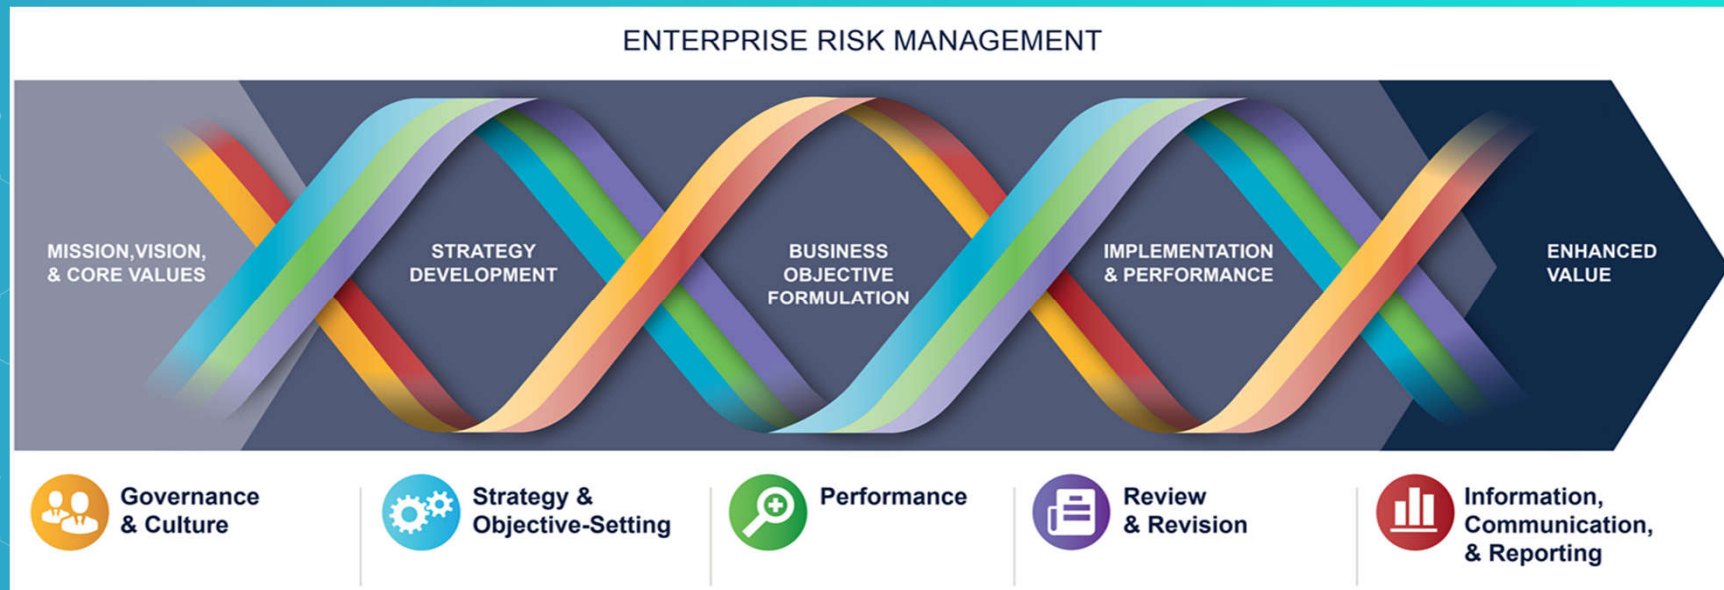 ENTERPRISE RISK MANAGEMENT
MISSION,VISION,
& CORE VALUES
STRATEGY
DEVELOPMENT
BUSINESS
OBJECTIVE
FORMULATION
IMPLEMENTATION
& PERFORMANCE
ENHANCED
VALUE
Governance
& Culture
Strategy &
Objective-Setting
Performance
Review
& Revision
Information,
Communication,
& Reporting